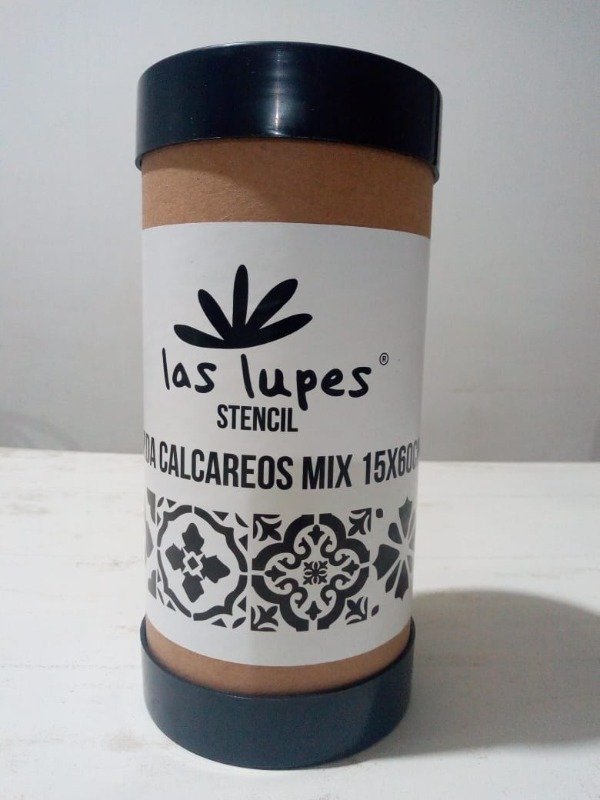 las lupes ®
STENCIL
CALCAREOS MIX 15X60